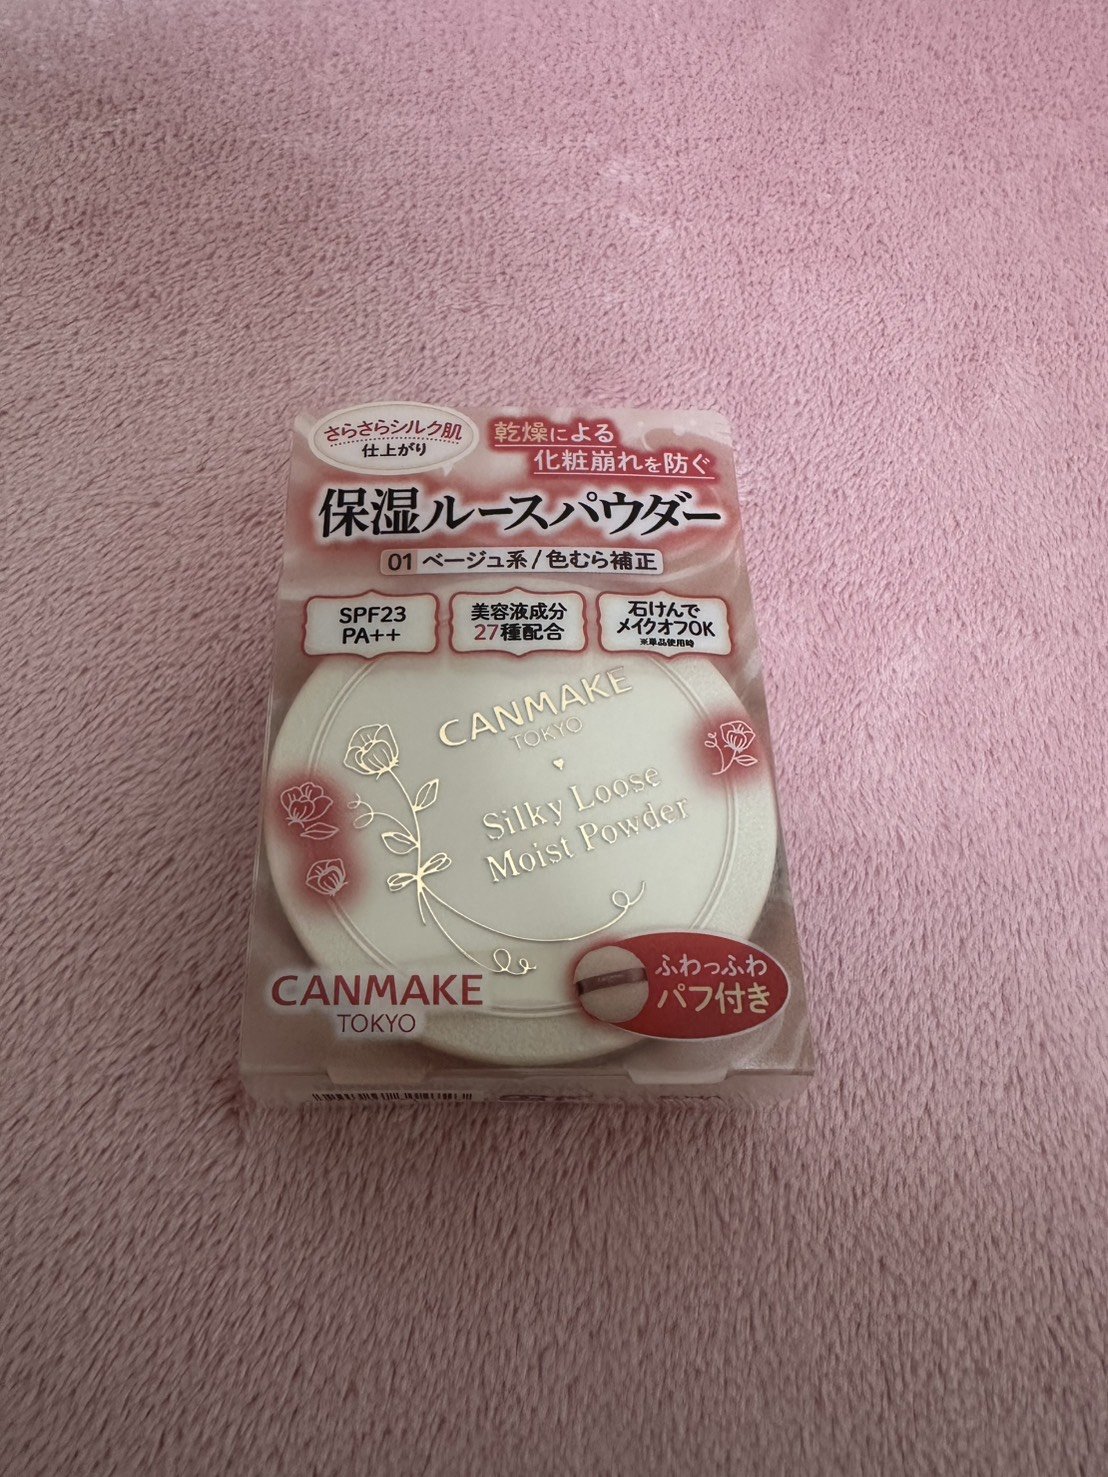 さらさらシルク肌
仕上がり
乾燥による
化粧崩れを防ぐ
保湿ルースパウダー
01 ベージュ系/色むら補正
SPF23
PA++
美容液成分
27種配合
石けんで
メイクオフOK
※単品使用時
CANMAKE
TOKYO
Silky Loose
Moist Powder
CANMAKE
TOKYO
ふわっふわ
パフ付き